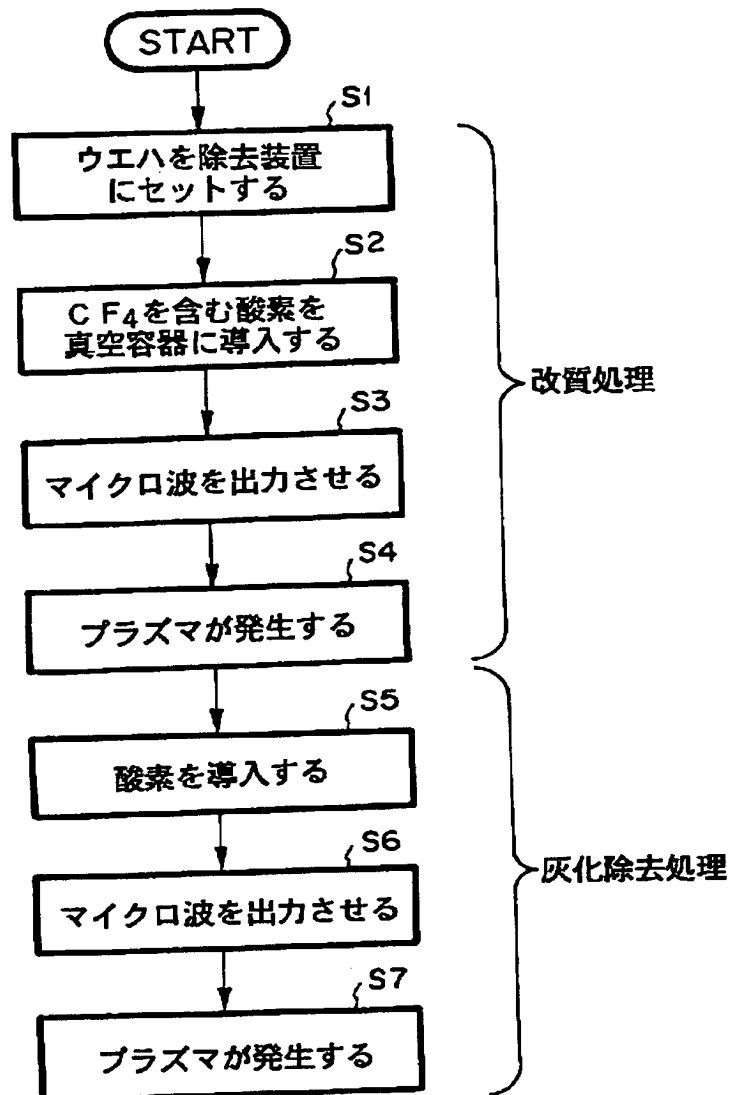 START
S1
ウエハを除去装置
にセットする
S2
CF₄を含む酸素を
真空容器に導入する
S3
マイクロ波を出力させる
S4
プラズマが発生する
改質処理
S5
酸素を導入する
S6
マイクロ波を出力させる
S7
プラズマが発生する
灰化除去処理